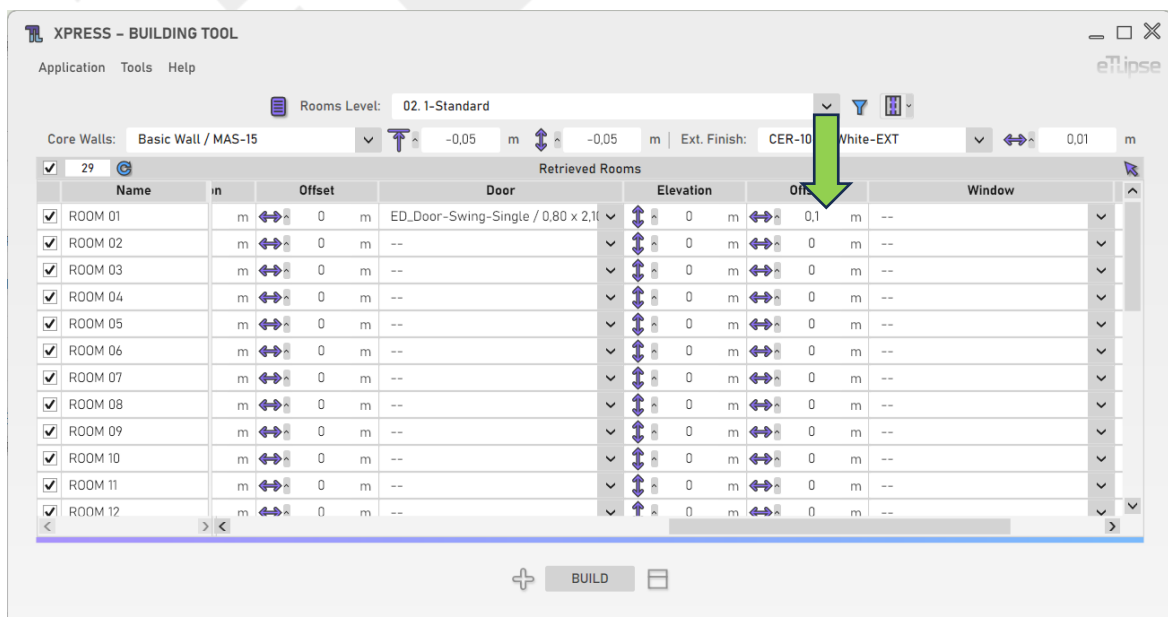 XPRESS – BUILDING TOOL
Application Tools Help
eTLipse
Rooms Level: 02. 1-Standard
Core Walls: Basic Wall / MAS-15 -0,05 m -0,05 m Ext. Finish: CER-10 White-EXT 0,01 m
29 Retrieved Rooms
Name n Offset Door Elevation Off Window
ROOM 01 m 0 m ED_Door-Swing-Single / 0,80 x 2,10 0 m 0,1 m --
ROOM 02 m 0 m -- 0 m 0 m --
ROOM 03 m 0 m -- 0 m 0 m --
ROOM 04 m 0 m -- 0 m 0 m --
ROOM 05 m 0 m -- 0 m 0 m --
ROOM 06 m 0 m -- 0 m 0 m --
ROOM 07 m 0 m -- 0 m 0 m --
ROOM 08 m 0 m -- 0 m 0 m --
ROOM 09 m 0 m -- 0 m 0 m --
ROOM 10 m 0 m -- 0 m 0 m --
ROOM 11 m 0 m -- 0 m 0 m --
ROOM 12 m 0 m -- 0 m 0 m --
BUILD